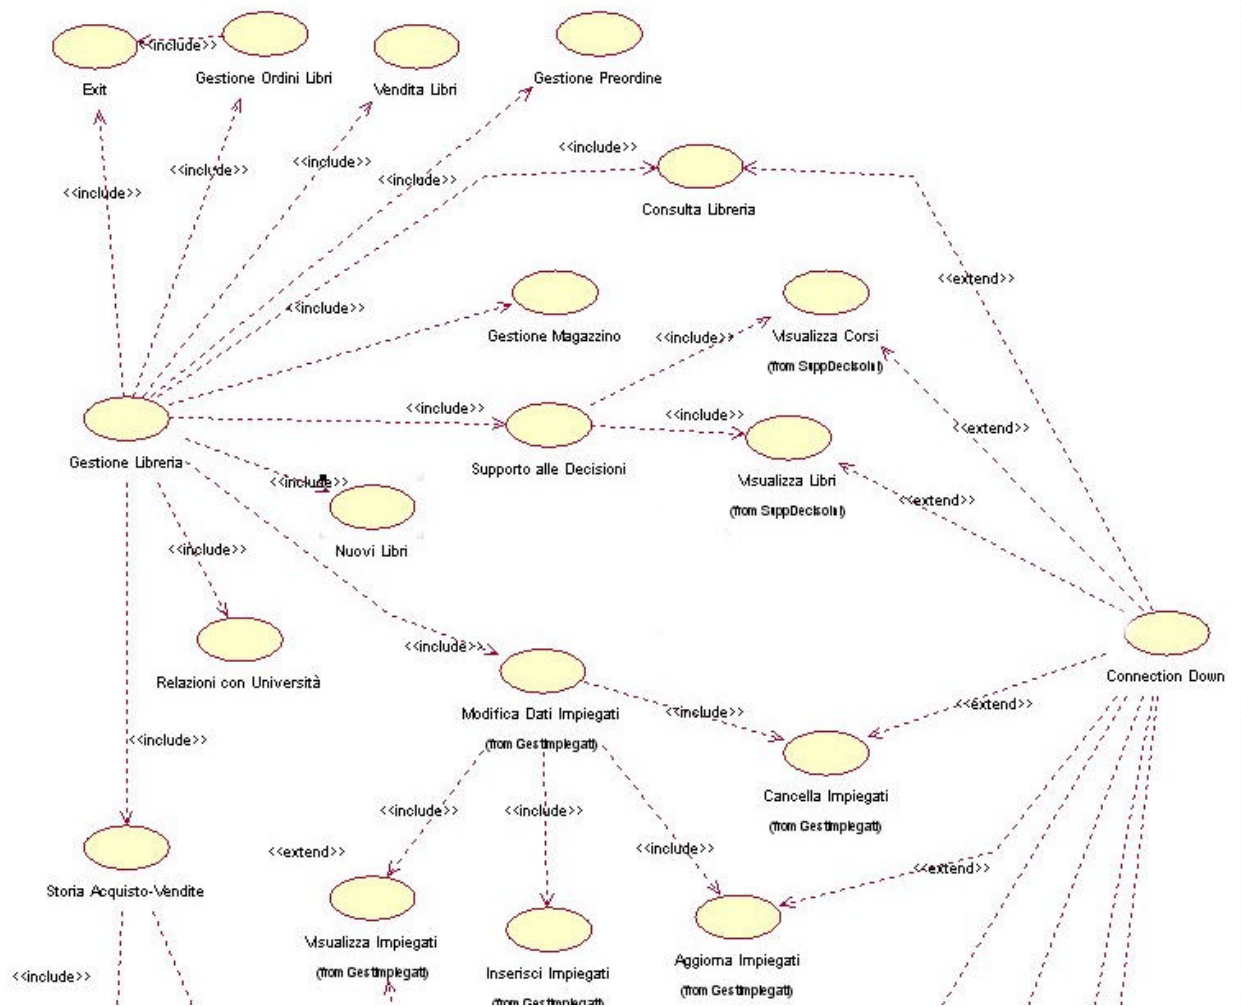 <<include>>
Exit
Gestione Ordini Libri
Vendita Libri
Gestione Preordine
<<include>>
<<include>>
<<include>>
<<include>>
<<include>>
Consulta Libreria
<<extend>>
<<include>>
Gestione Magazzino
<<include>>
Visualizza Corsi
(from SuppDecisoini)
<<include>>
<<include>>
<<extend>>
Gestione Libreria
Supporto alle Decisioni
Visualizza Libri
(from SuppDecisoini)
<<include>>
<<extend>>
Nuovi Libri
<<include>>
<<include>>
Relazioni con Università
Connection Down
Modifica Dati Impiegati
(from GestImpiegati)
<<include>>
<<extend>>
<<include>>
Cancella Impiegati
(from GestImpiegati)
<<include>>
<<include>>
<<include>>
<<extend>>
<<extend>>
Storia Acquisto-Vendite
Visualizza Impiegati
(from GestImpiegati)
Inserisci Impiegati
(from GestImpiegati)
Aggiorna Impiegati
(from GestImpiegati)
<<include>>